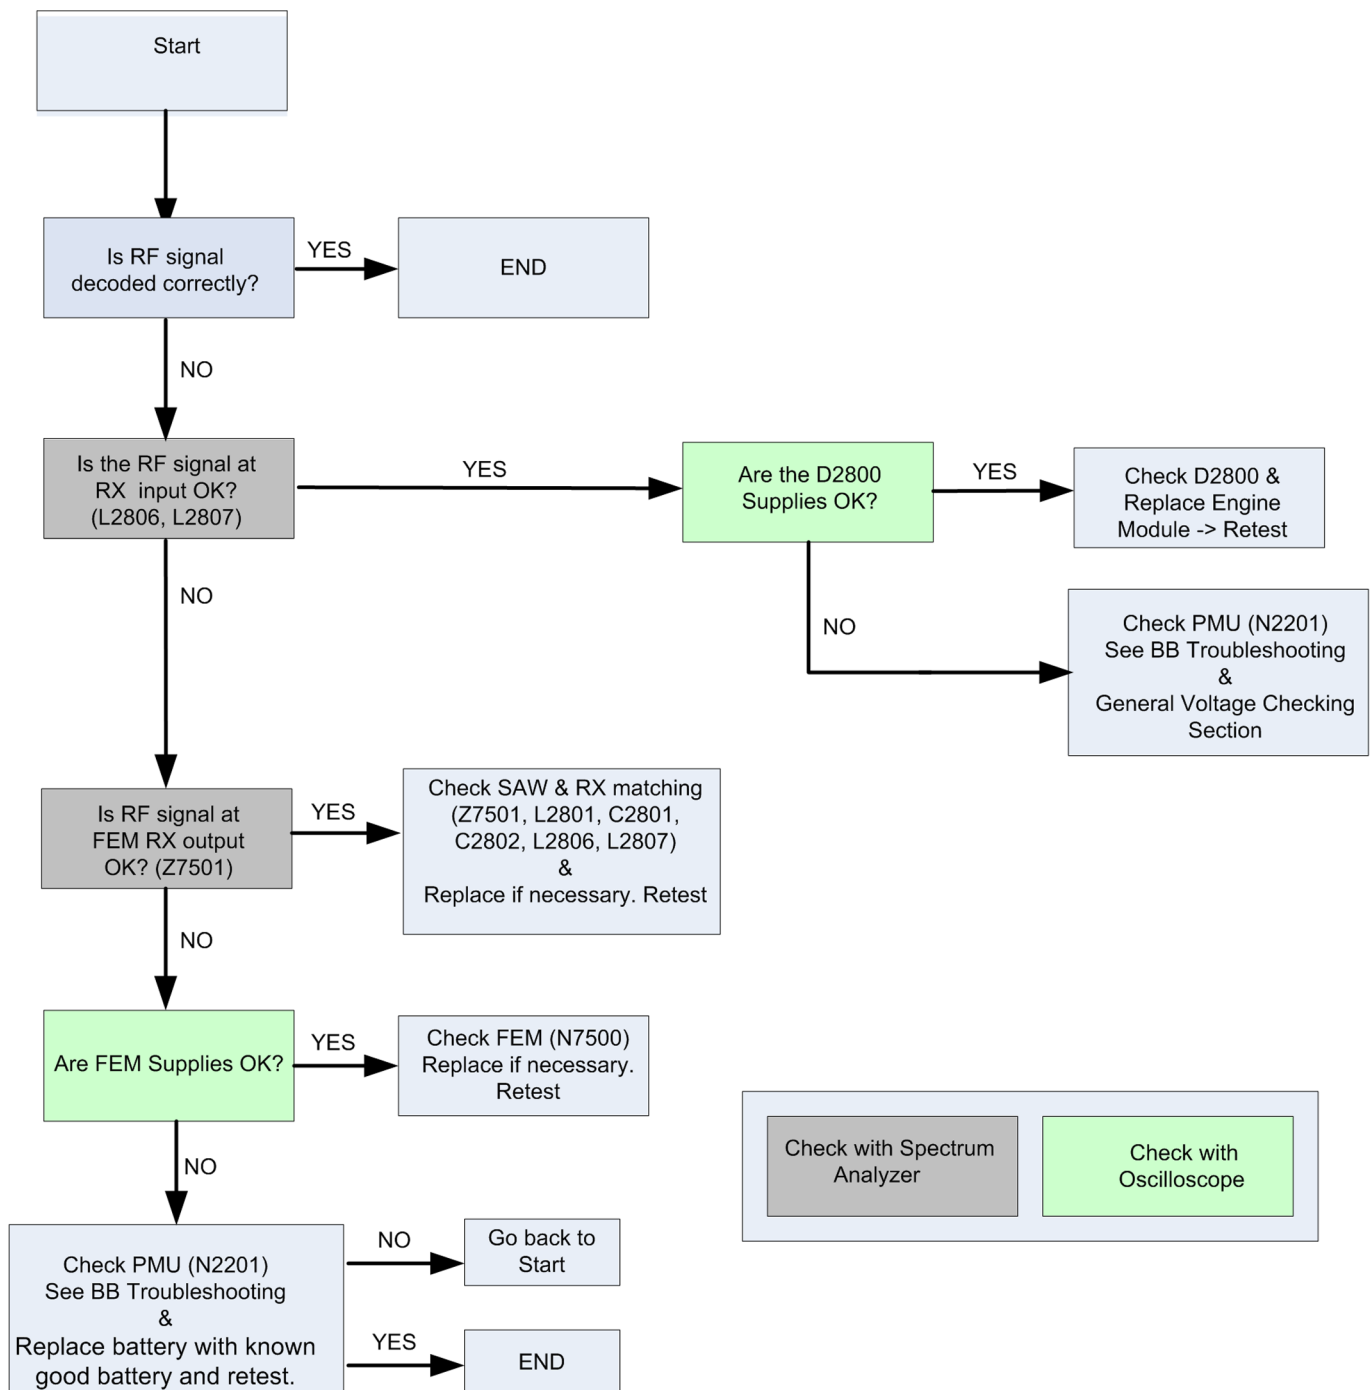 Start
Is RF signal
decoded correctly?
YES
END
NO
Is the RF signal at
RX input OK?
(L2806, L2807)
YES
Are the D2800
Supplies OK?
YES
Check D2800 &
Replace Engine
Module -> Retest
NO
NO
Check PMU (N2201)
See BB Troubleshooting
&
General Voltage Checking
Section
Is RF signal at
FEM RX output
OK? (Z7501)
YES
Check SAW & RX matching
(Z7501, L2801, C2801,
C2802, L2806, L2807)
&
Replace if necessary. Retest
NO
Are FEM Supplies OK?
YES
Check FEM (N7500)
Replace if necessary.
Retest
NO
Check with Spectrum
Analyzer
Check with
Oscilloscope
Check PMU (N2201)
See BB Troubleshooting
&
Replace battery with known
good battery and retest.
NO
Go back to
Start
YES
END